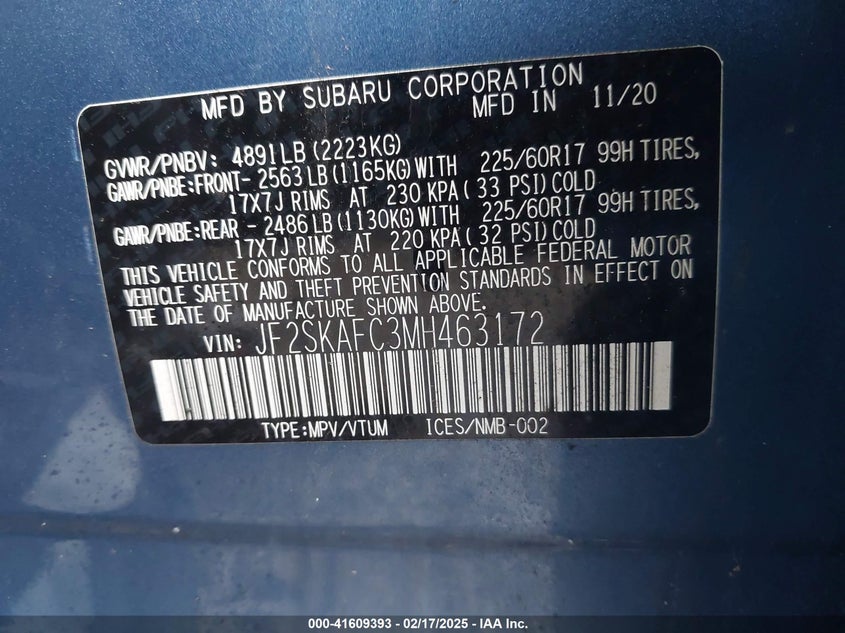 MFD BY SUBARU CORPORATION
MFD IN 11/20
GVWR/PNBV: 4891LB (2223KG)
GAWR/PNBE:FRONT- 2563LB (1165KG) WITH 225/60R17 99H TIRES,
17X7J RIMS AT 230 KPA ( 33 PSI) COLD
GAWR/PNBE:REAR - 2486LB (1130KG) WITH 225/60R17 99H TIRES,
17X7J RIMS AT 220 KPA ( 32 PSI) COLD
THIS VEHICLE CONFORMS TO ALL APPLICABLE FEDERAL MOTOR
VEHICLE SAFETY AND THEFT PREVENTION STANDARDS IN EFFECT ON
THE DATE OF MANUFACTURE SHOWN ABOVE.
VIN: JF2SKAFC3MH463172
TYPE:MPV/VTUM ICES/NMB-002
000-41609393 - 02/17/2025 - IAA Inc.